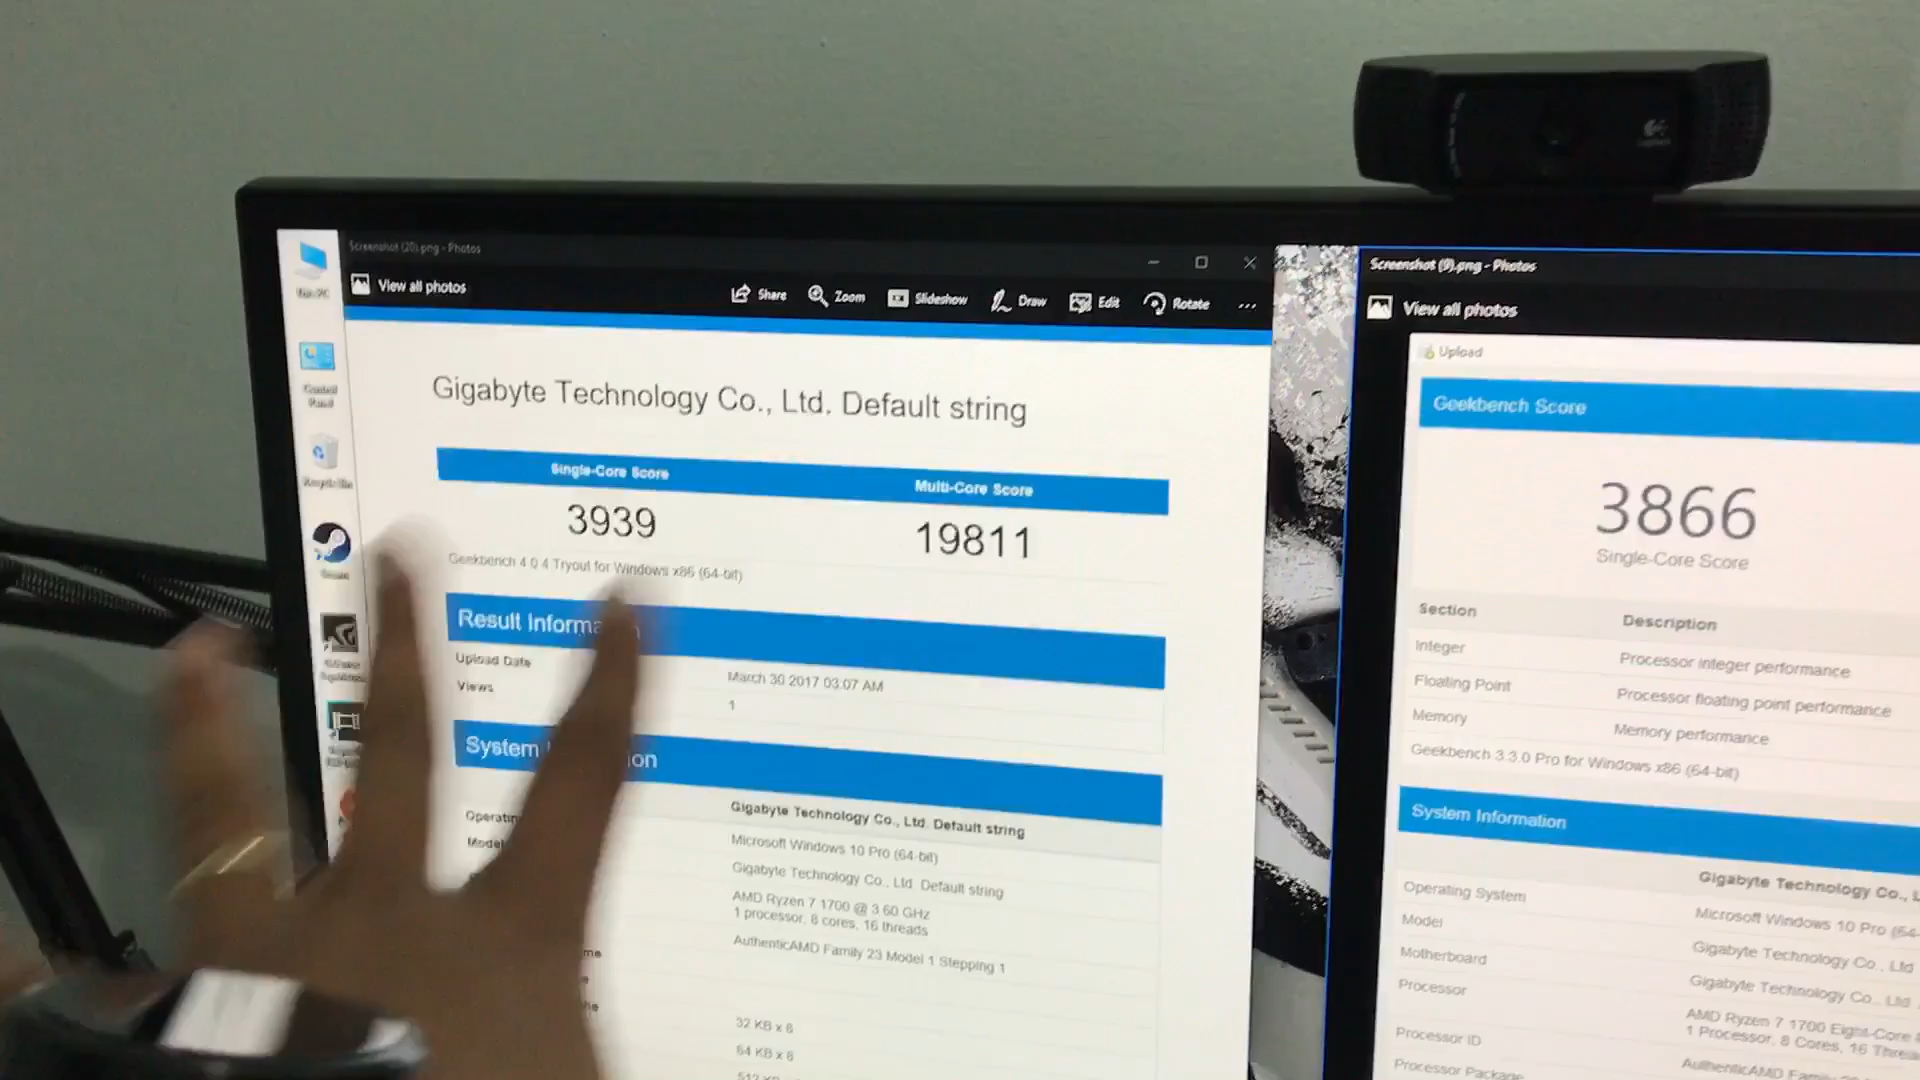 Screenshot (20).png - Photos
View all photos
Share
Zoom
Slideshow
Draw
Edit
Rotate
Gigabyte Technology Co., Ltd. Default string
Single-Core Score
Multi-Core Score
3939
19811
Geekbench 4.0.4 Tryout for Windows x86 (64-bit)
Result Informa
Upload Date
March 30 2017 03:07 AM
Views
1
System
ion
Gigabyte Technology Co., Ltd. Default string
Operatin
Microsoft Windows 10 Pro (64-bit)
Model
Gigabyte Technology Co., Ltd. Default string
AMD Ryzen 7 1700 @ 3.60 GHz
1 processor, 8 cores, 16 threads
me
AuthenticAMD Family 23 Model 1 Stepping 1
he
32 KB x 8
64 KB x 8
Screenshot (9).png - Photos
View all photos
Upload
Geekbench Score
3866
Single-Core Score
Section
Description
Integer
Processor integer performance
Floating Point
Processor floating point performance
Memory
Memory performance
Geekbench 3.3.0 Pro for Windows x86 (64-bit)
System Information
Gigabyte Technology Co., L
Operating System
Microsoft Windows 10 Pro (64-
Model
Gigabyte Technology Co., Ltd
Motherboard
Gigabyte Technology Co., Ltd
Processor
AMD Ryzen 7 1700 Eight-Core
1 Processor, 8 Cores, 16 Threa
Processor ID
AuthenticAMD Family
Processor Package